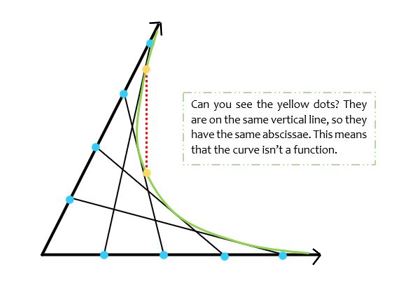 Can you see the yellow dots? They
are on the same vertical line, so they
have the same abscissae. This means
that the curve isn’t a function.